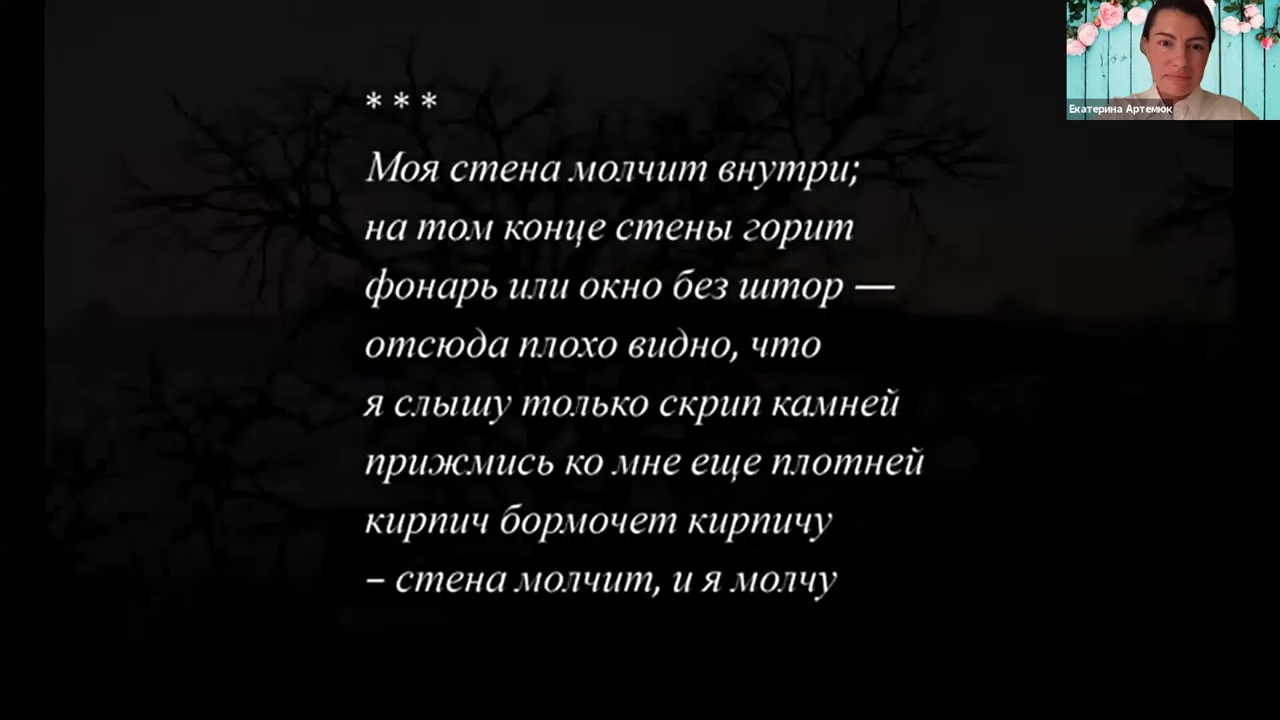 * * *
Моя стена молчит внутри;
на том конце стены горит
фонарь или окно без штор —
отсюда плохо видно, что
я слышу только скрип камней
прижмись ко мне еще плотней
кирпич бормочет кирпичу
– стена молчит, и я молчу
Екатерина Артемюк